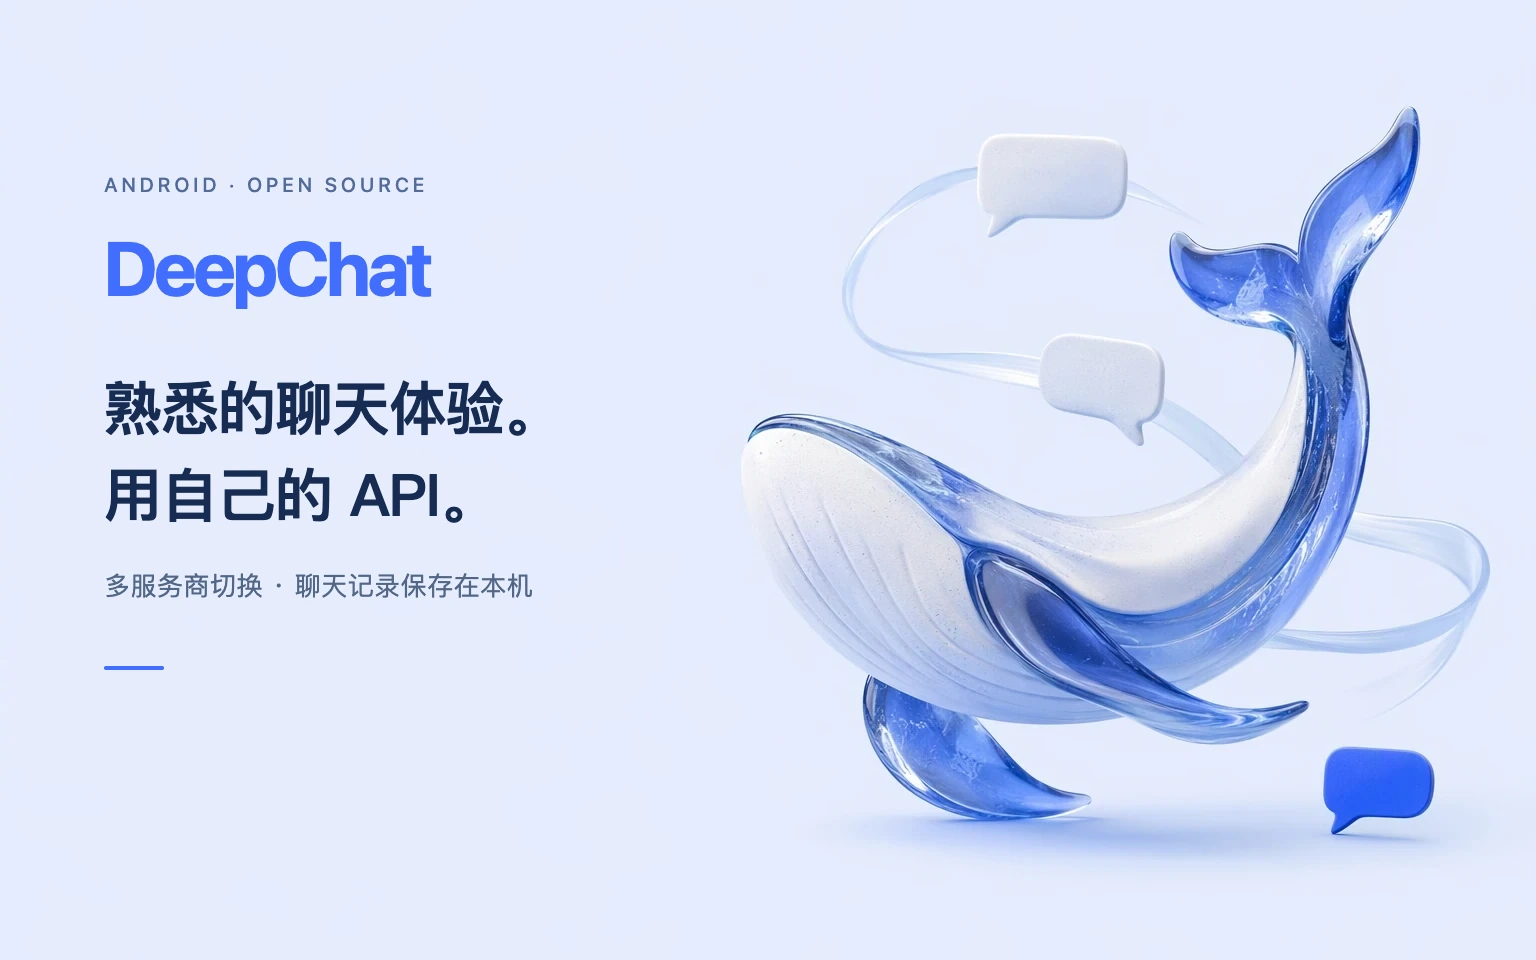 ANDROID · OPEN SOURCE
DeepChat
熟悉的聊天体验。
用自己的 API。
多服务商切换 · 聊天记录保存在本机